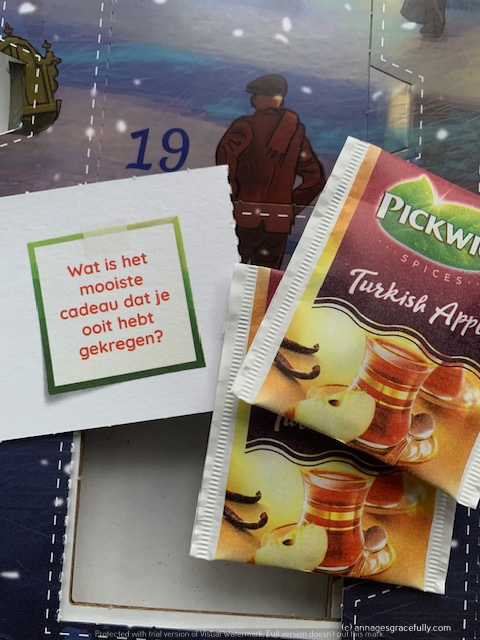 19
Wat is het
mooiste
cadeau dat je
ooit hebt
gekregen?
PICKWI
SPICES
Turkish Appl
Protected with trial version of Visual Watermark. Full version doesn't put this mark.
(c) annagesgracefully.com